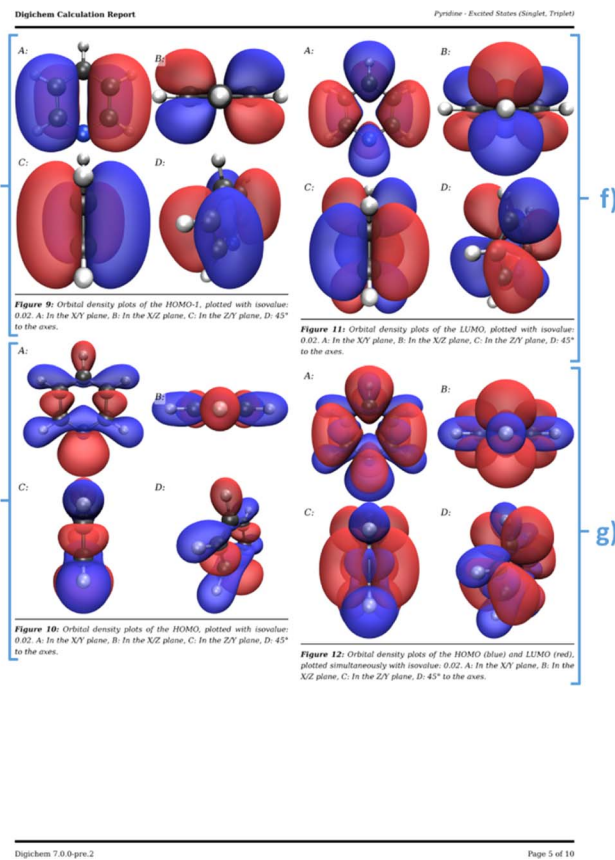 Digichem Calculation Report
Pyridine - Excited States (Singlet, Triplet)
A:
B:
C:
D:
Figure 9: Orbital density plots of the HOMO-1, plotted with isovalue:
0.02. A: In the X/Y plane, B: In the X/Z plane, C: In the Z/Y plane, D: 45°
to the axes.
A:
B:
C:
D:
Figure 10: Orbital density plots of the HOMO, plotted with isovalue:
0.02. A: In the X/Y plane, B: In the X/Z plane, C: In the Z/Y plane, D: 45°
to the axes.
A:
B:
C:
D:
f)
Figure 11: Orbital density plots of the LUMO, plotted with isovalue:
0.02. A: In the X/Y plane, B: In the X/Z plane, C: In the Z/Y plane, D: 45°
to the axes.
A:
B:
C:
D:
g)
Figure 12: Orbital density plots of the HOMO (blue) and LUMO (red),
plotted simultaneously with isovalue: 0.02. A: In the X/Y plane, B: In the
X/Z plane, C: In the Z/Y plane, D: 45° to the axes.
Digichem 7.0.0-pre.2
Page 5 of 10